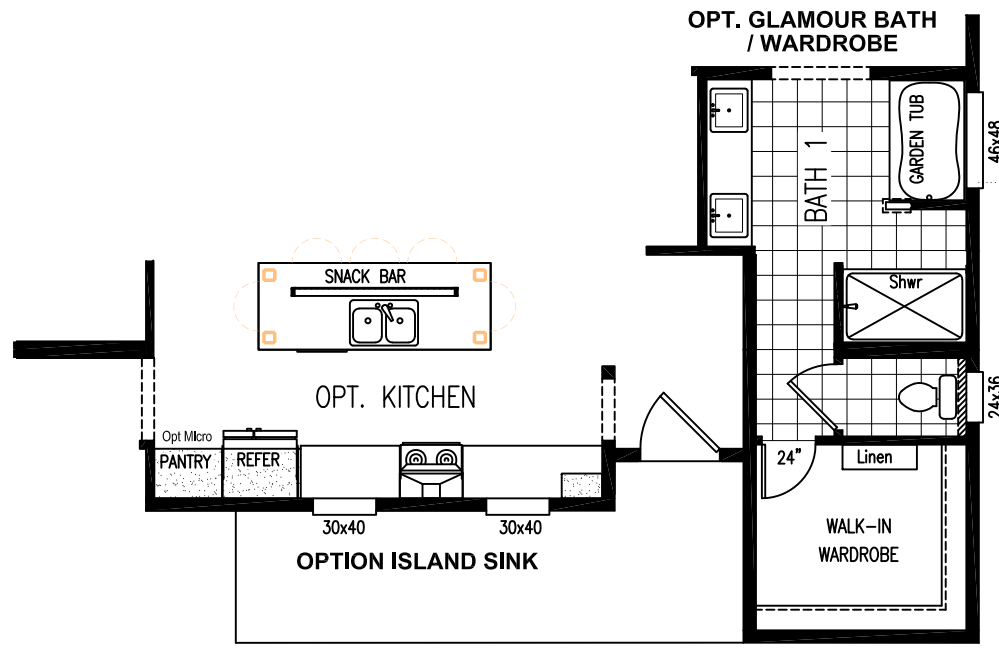 OPT. GLAMOUR BATH
/ WARDROBE
GARDEN TUB
46x48
BATH 1
SNACK BAR
Shwr
OPT. KITCHEN
24x36
Opt Micro
PANTRY
REFER
24"
Linen
30x40
30x40
WALK-IN
WARDROBE
OPTION ISLAND SINK